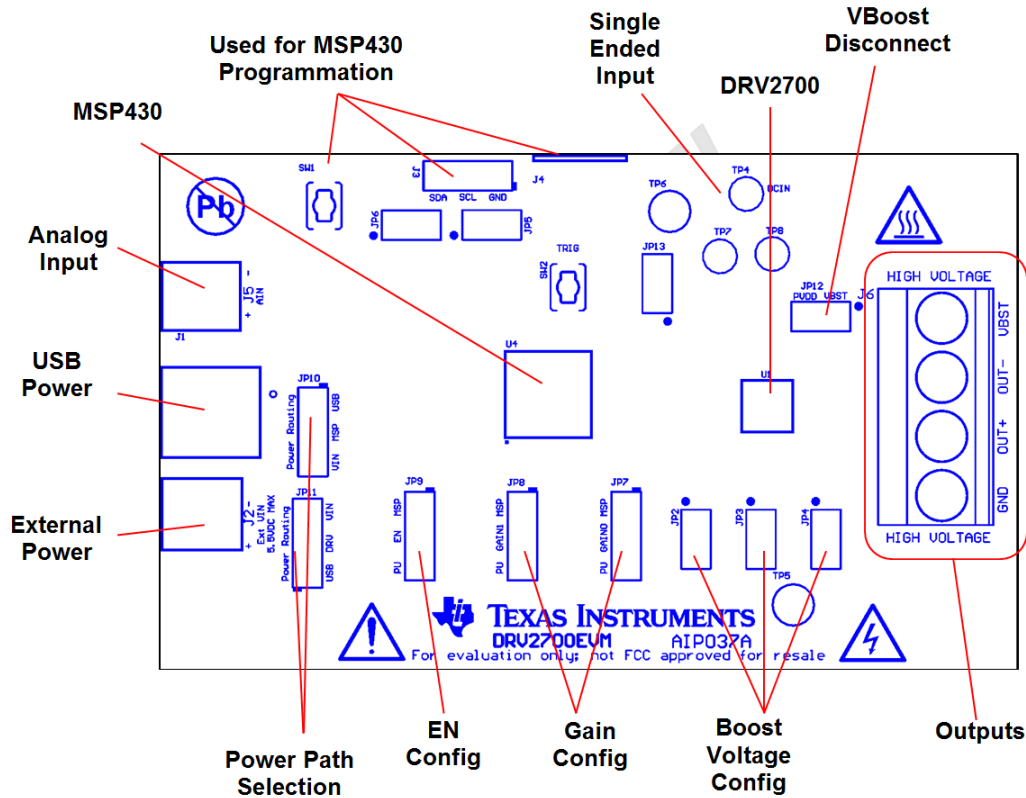 Used for MSP430
Programmation
Single
Ended
Input
VBoost
Disconnect
MSP430
DRV2700
SW1
J3
J4
SDA SCL GND
JP6
JP5
TP6
TP4
DCIN
TP7
TP8
Pb
Analog
Input
+ J5 -
AIN
J1
TRIG
SW2
JP13
JP12
PVDD VBST
J6
HIGH VOLTAGE
VBST
OUT-
OUT+
GND
HIGH VOLTAGE
USB
Power
JP10
Power Routing
VIN MSP USB
U4
U1
External
Power
+ J2-
Ext VIN
5.5VDC MAX
JP11
Power Routing
USB DRV VIN
JP9
PU EN MSP
JP8
PU GAIN1 MSP
JP7
PU GAIN0 MSP
JP2
JP3
JP4
TP5
TEXAS INSTRUMENTS
DRV2700EVM AIP037A
For evaluation only; not FCC approved for resale
Power Path
Selection
EN
Config
Gain
Config
Boost
Voltage
Config
Outputs